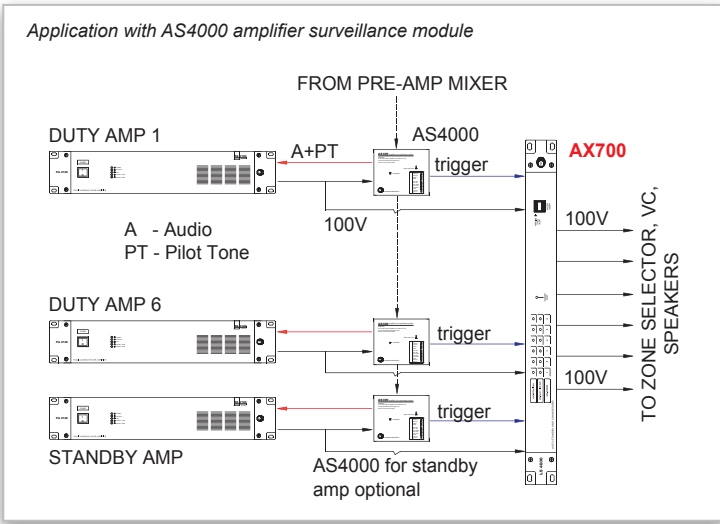 Application with AS4000 amplifier surveillance module
FROM PRE-AMP MIXER
DUTY AMP 1
A+PT
AS4000
trigger
AX700
100V
A - Audio
PT - Pilot Tone
100V
DUTY AMP 6
trigger
100V
TO ZONE SELECTOR, VC,
SPEAKERS
trigger
STANDBY AMP
AS4000 for standby
amp optional